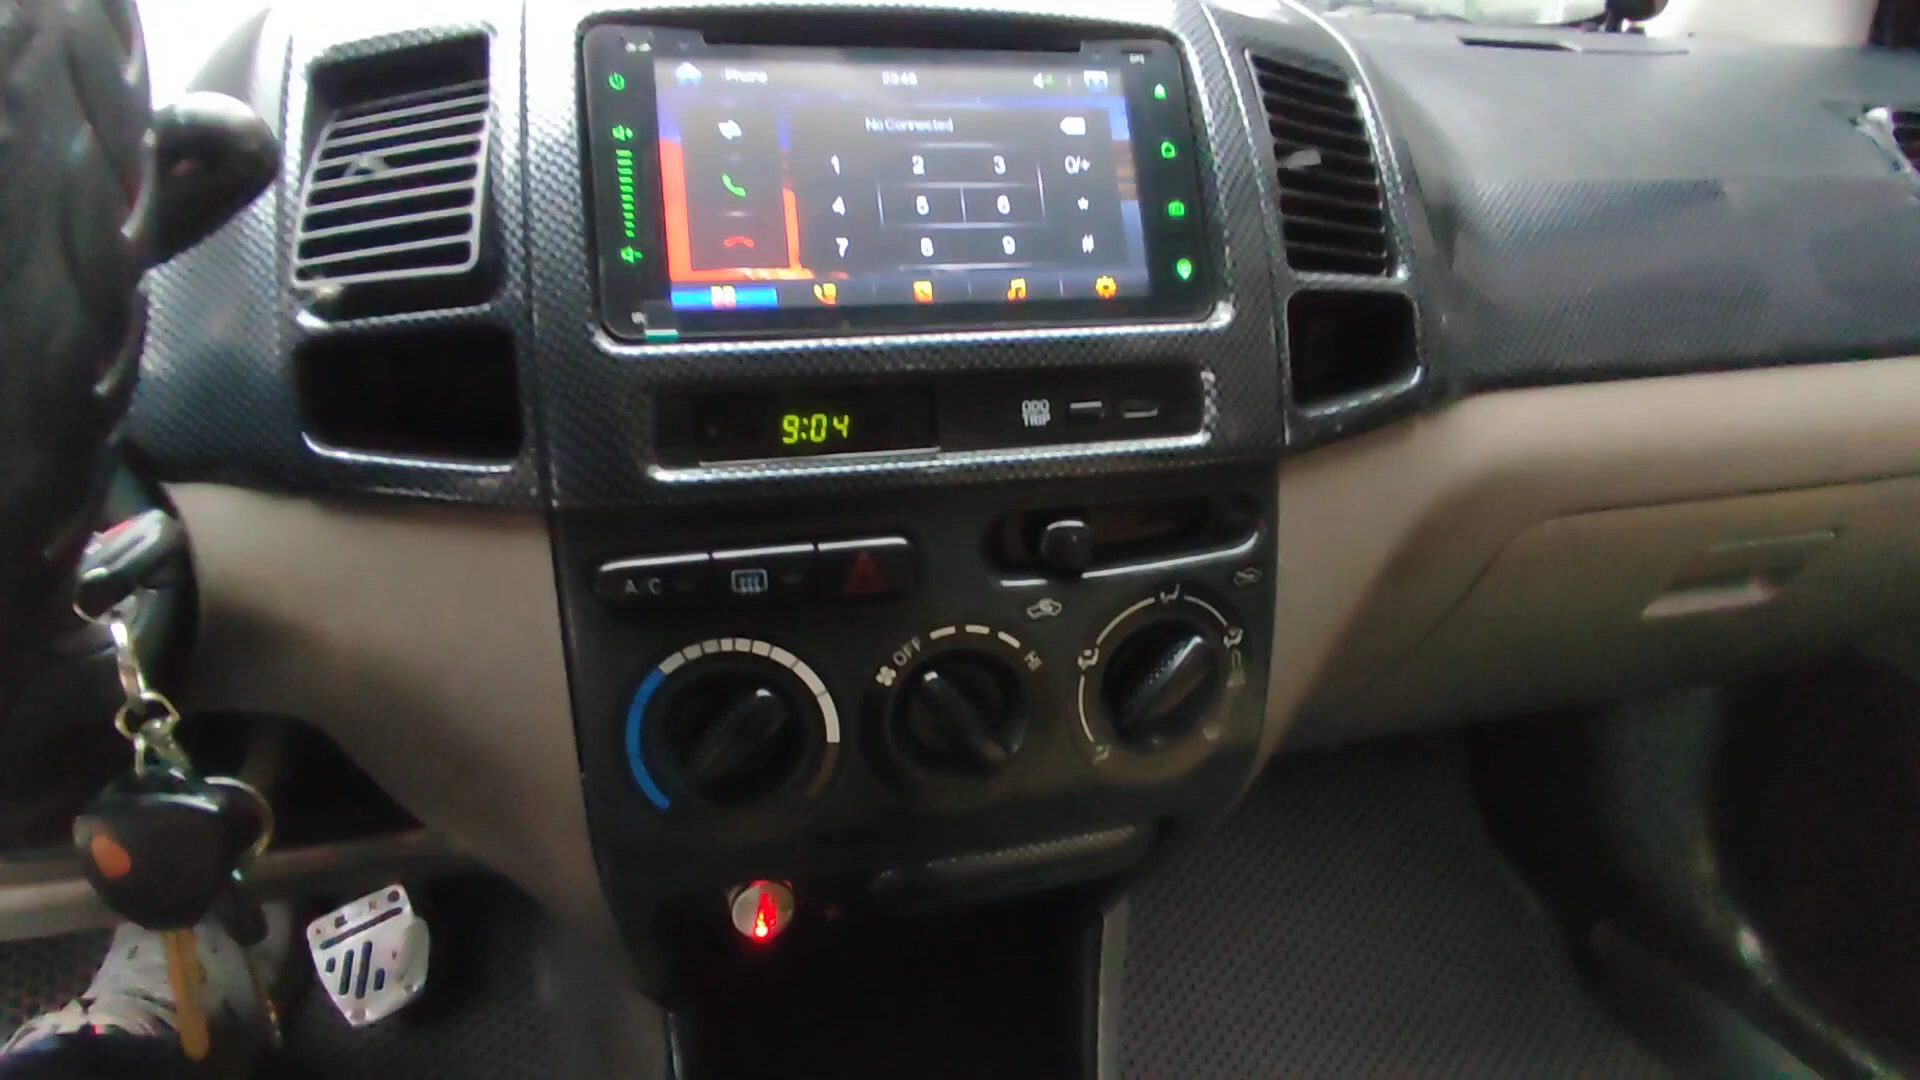 Phone
No Connected
1 2 3 0/+
4 5 6 *
7 8 9 #
9:04
ODO
TRIP
A/C
OFF
HI